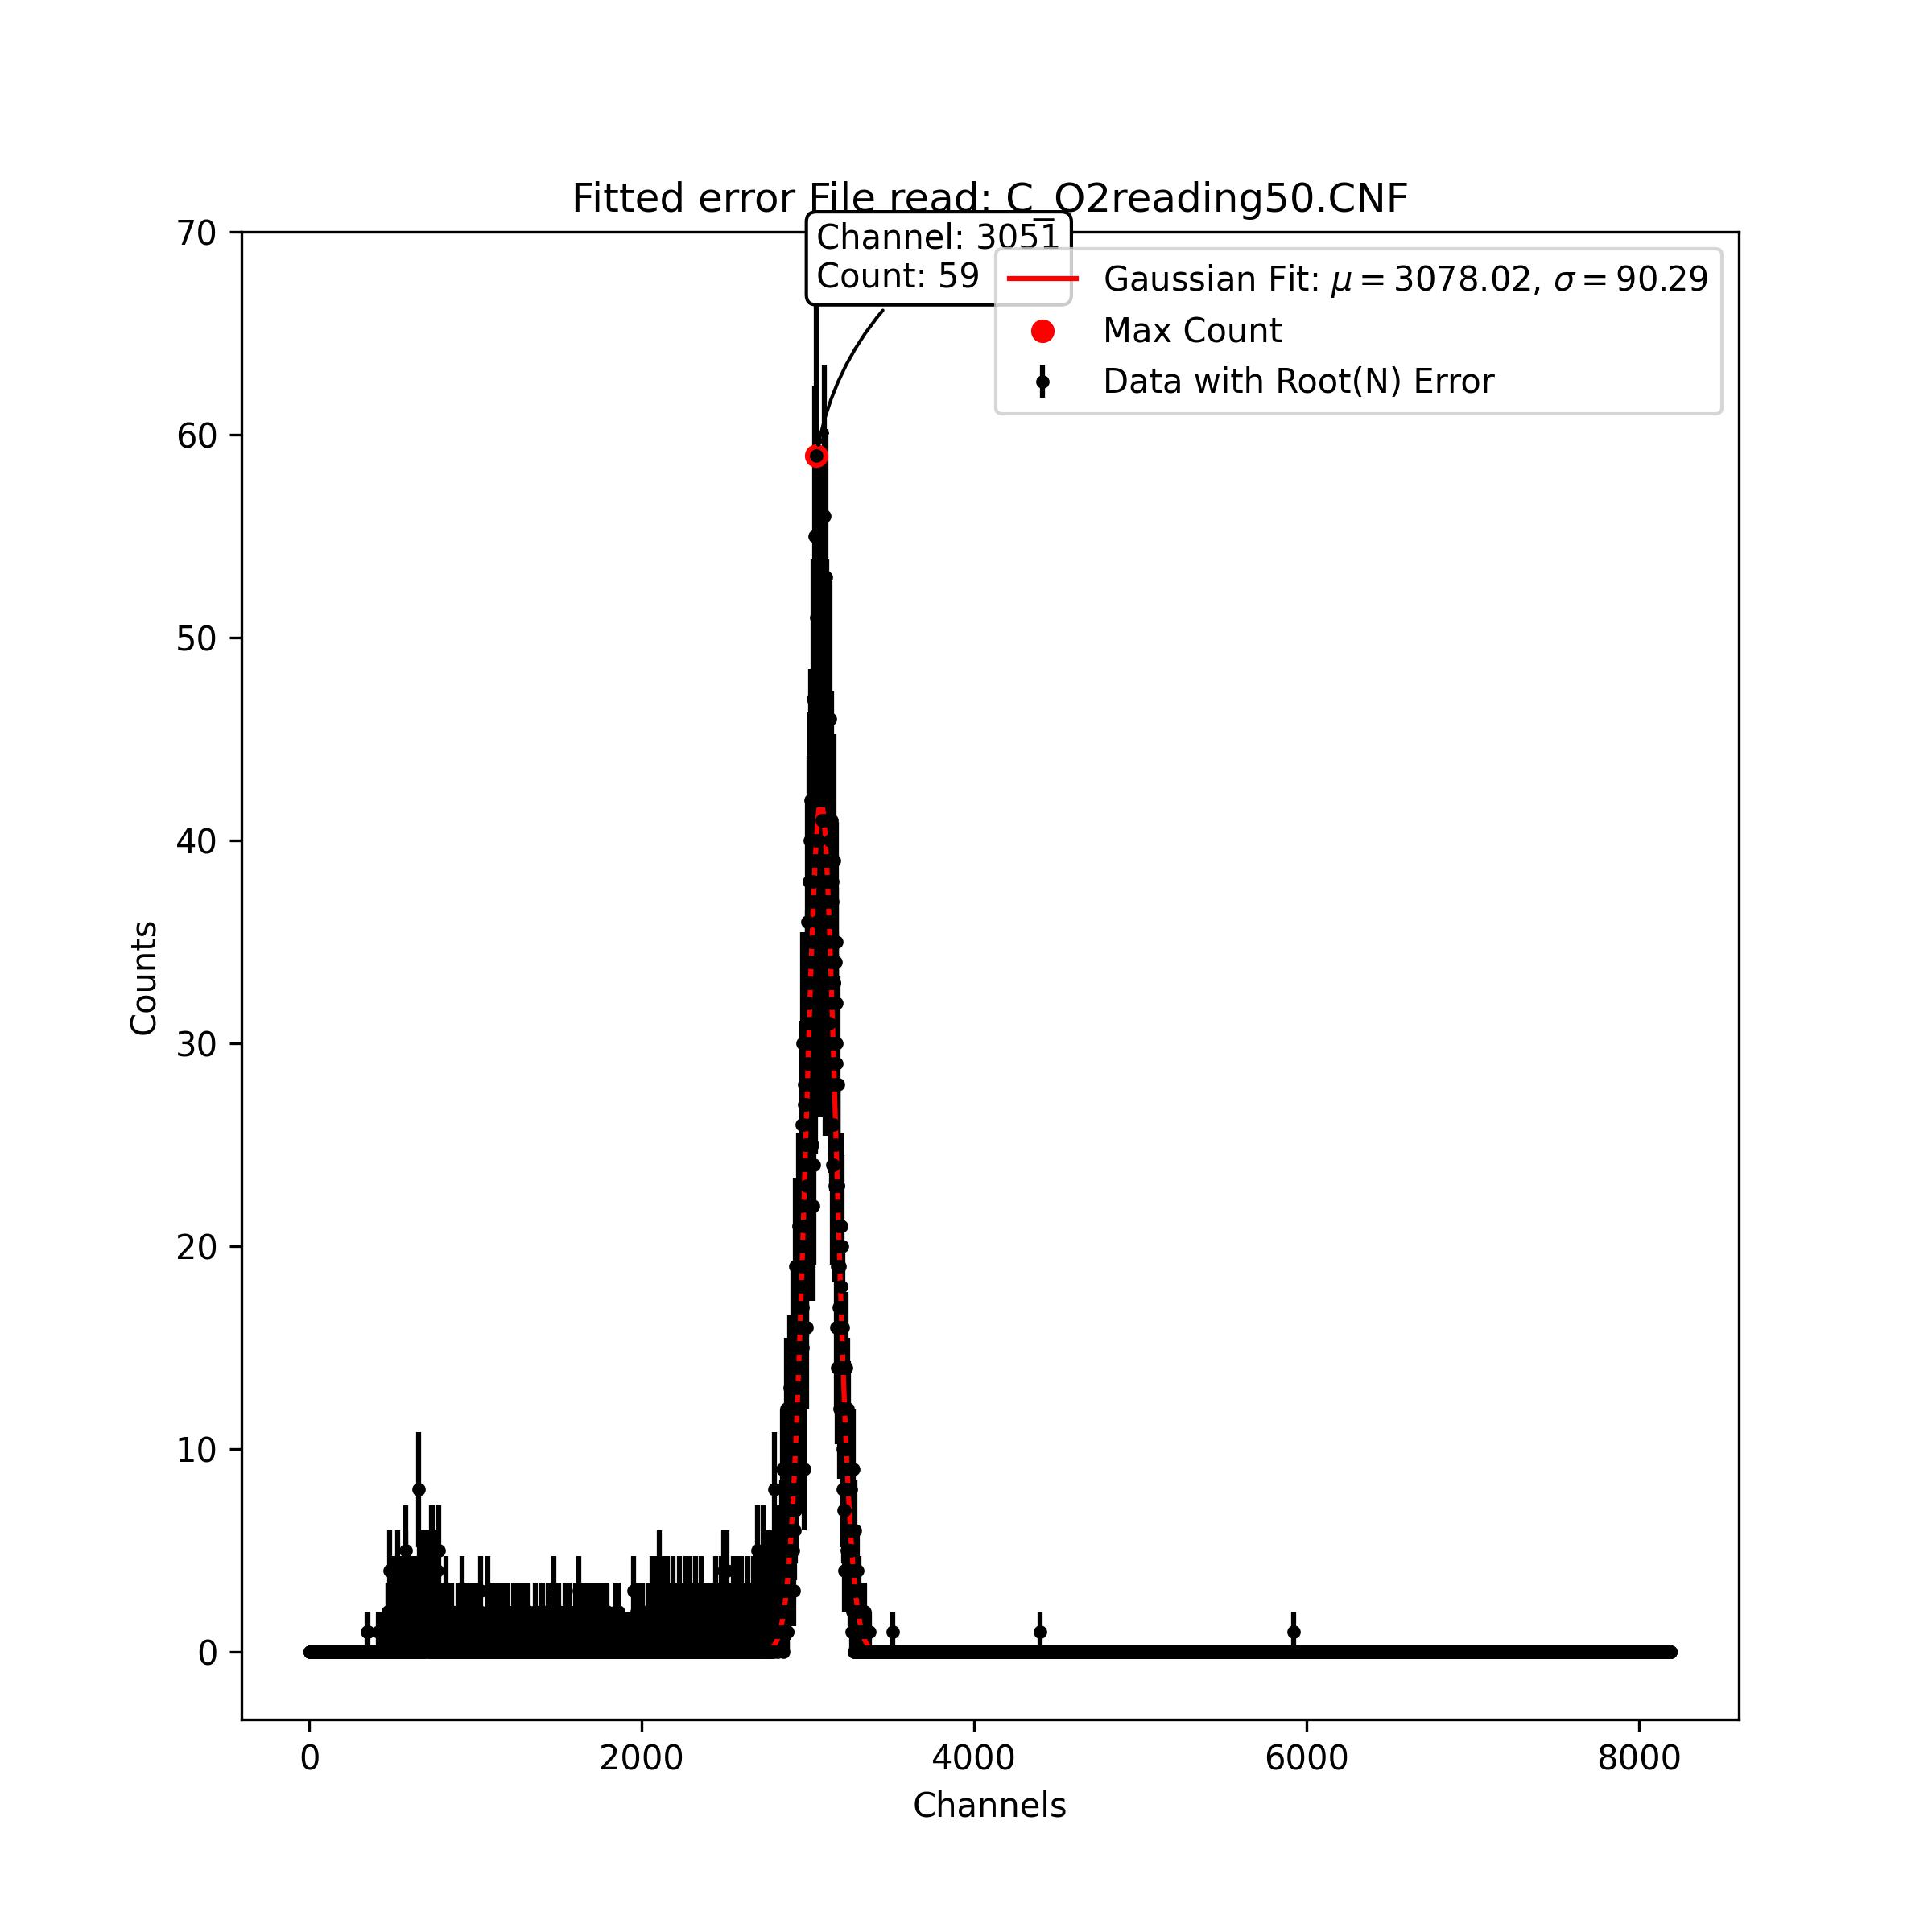 Fitted error File read: C_O2reading50.CNF
Channel: 3051
Count: 59
Gaussian Fit: μ = 3078.02, σ = 90.29
Max Count
Data with Root(N) Error
70
60
50
40
30
20
10
0
Counts
0 2000 4000 6000 8000
Channels